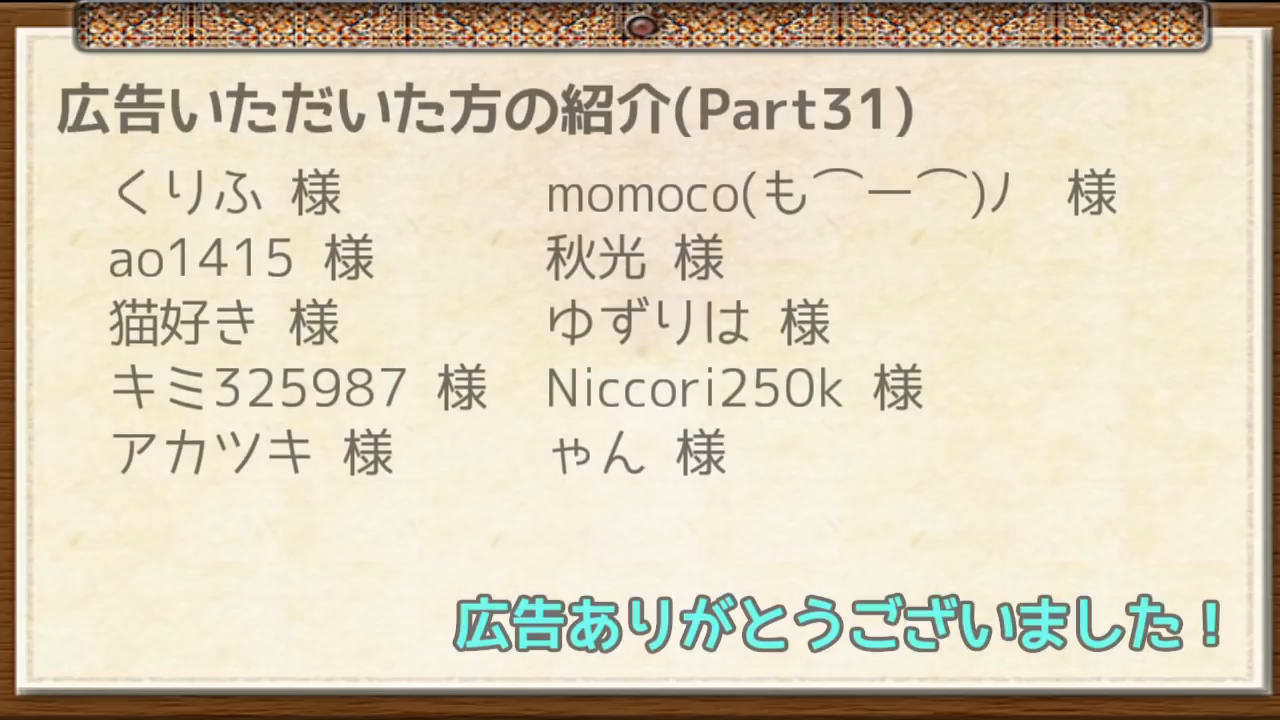 広告いただいた方の紹介(Part31)
くりふ 様　momoco(も⌒ー⌒)ﾉ　様
ao1415 様　秋光 様
猫好き 様　ゆずりは 様
キミ325987 様　Niccori250k 様
アカツキ 様　ゃん 様
広告ありがとうございました！